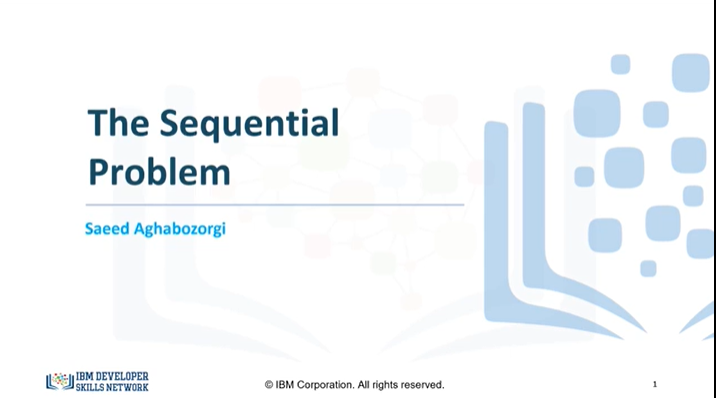 The Sequential
Problem
Saeed Aghabozorgi
IBM DEVELOPER
SKILLS NETWORK
© IBM Corporation. All rights reserved.
1